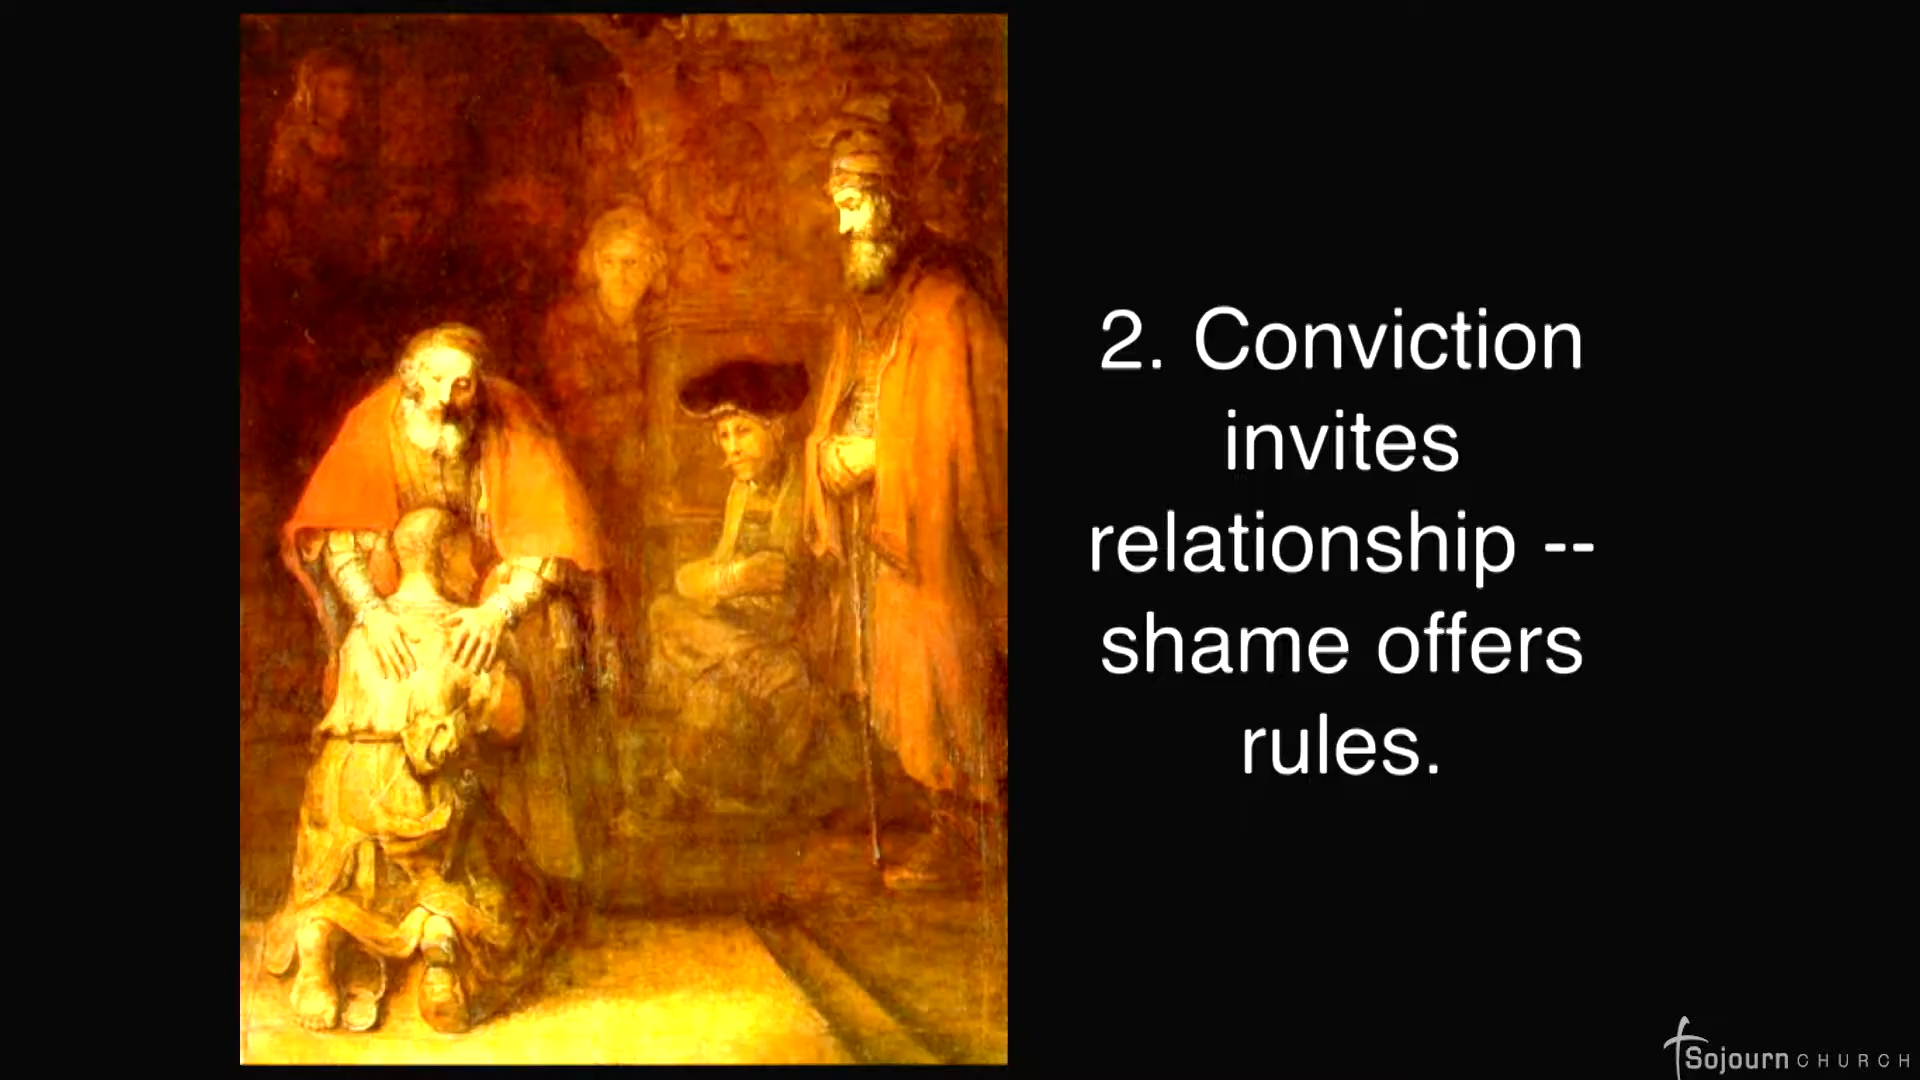 2. Conviction
invites
relationship --
shame offers
rules.
Sojourn CHURCH